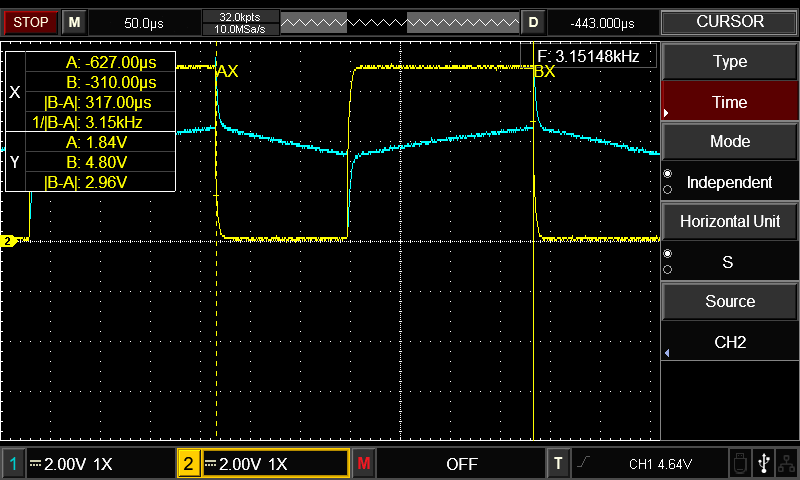 STOP M 50.0µs 32.0kpts D -443.000µs CURSOR
10.0MSa/s
F: 3.15148kHz
X A: -627.00µs
B: -310.00µs
|B-A|: 317.00µs
1/|B-A|: 3.15kHz
Y A: 1.84V
B: 4.80V
|B-A|: 2.96V
AX
BX
2
Type
Time
Mode
Independent
Horizontal Unit
S
Source
CH2
1 2.00V 1X 2 2.00V 1X M OFF T CH1 4.64V